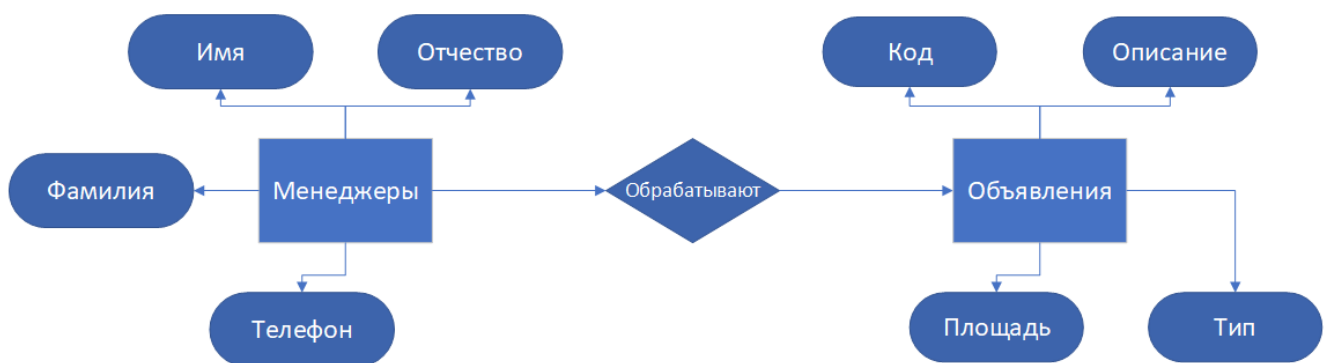 Имя
Отчество
Код
Описание
Фамилия
Менеджеры
Обрабатывают
Объявления
Телефон
Площадь
Тип